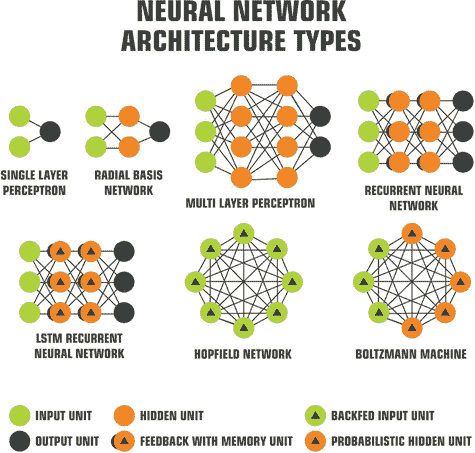 NEURAL NETWORK
ARCHITECTURE TYPES
SINGLE LAYER
PERCEPTRON
RADIAL BASIS
NETWORK
MULTI LAYER PERCEPTRON
RECURRENT NEURAL
NETWORK
LSTM RECURRENT
NEURAL NETWORK
HOPFIELD NETWORK
BOLTZMANN MACHINE
INPUT UNIT
HIDDEN UNIT
BACKFED INPUT UNIT
OUTPUT UNIT
FEEDBACK WITH MEMORY UNIT
PROBABILISTIC HIDDEN UNIT